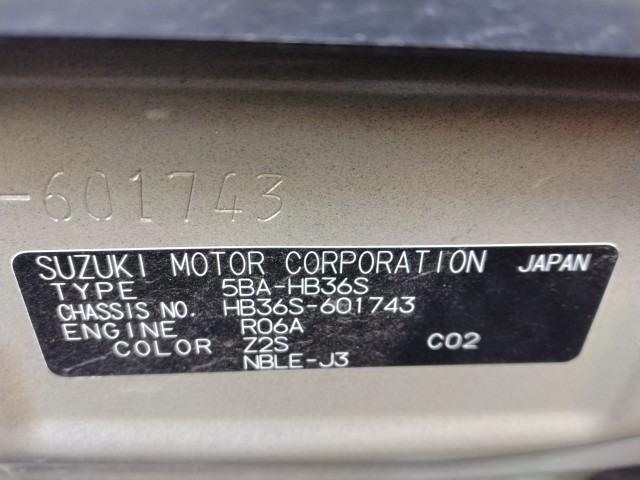 -601743
SUZUKI MOTOR CORPORATION JAPAN
TYPE 5BA-HB36S
CHASSIS NO. HB36S-601743
ENGINE R06A
COLOR Z2S C02
NBLE-J3